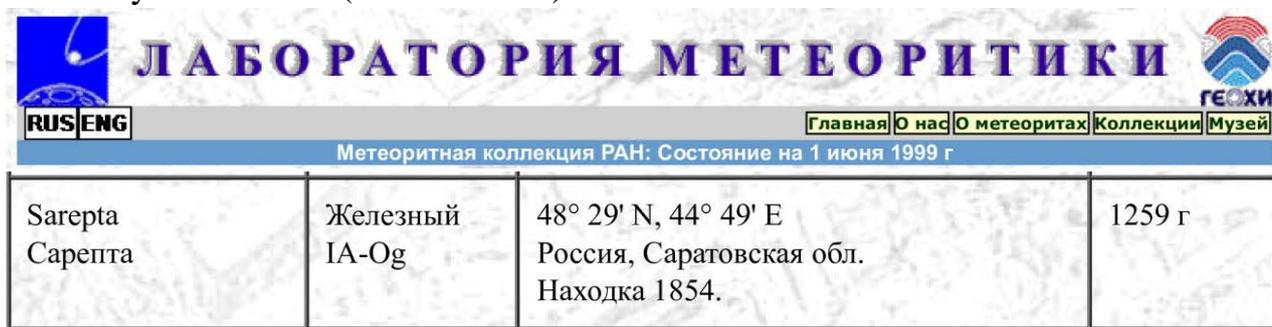 ЛАБОРАТОРИЯ МЕТЕОРИТИКИ
ГЕОХИ
RUS ENG
Главная О нас О метеоритах Коллекции Музей
Метеоритная коллекция РАН: Состояние на 1 июня 1999 г
Sarepta Железный 48° 29' N, 44° 49' E 1259 г
Сарепта IA-Og Россия, Саратовская обл.
Находка 1854.